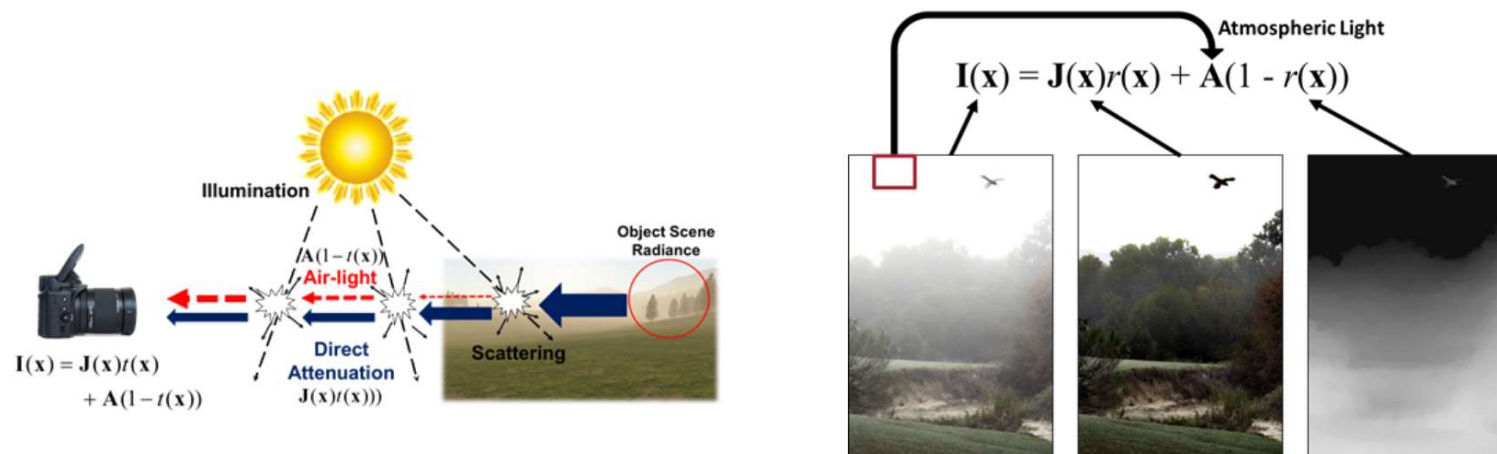 Illumination
A(1−t(x))
Air-light
Object Scene
Radiance
Scattering
Direct
Attenuation
J(x)t(x)))
I(x) = J(x)t(x)
+ A(1−t(x))
Atmospheric Light
I(x) = J(x)r(x) + A(1 - r(x))